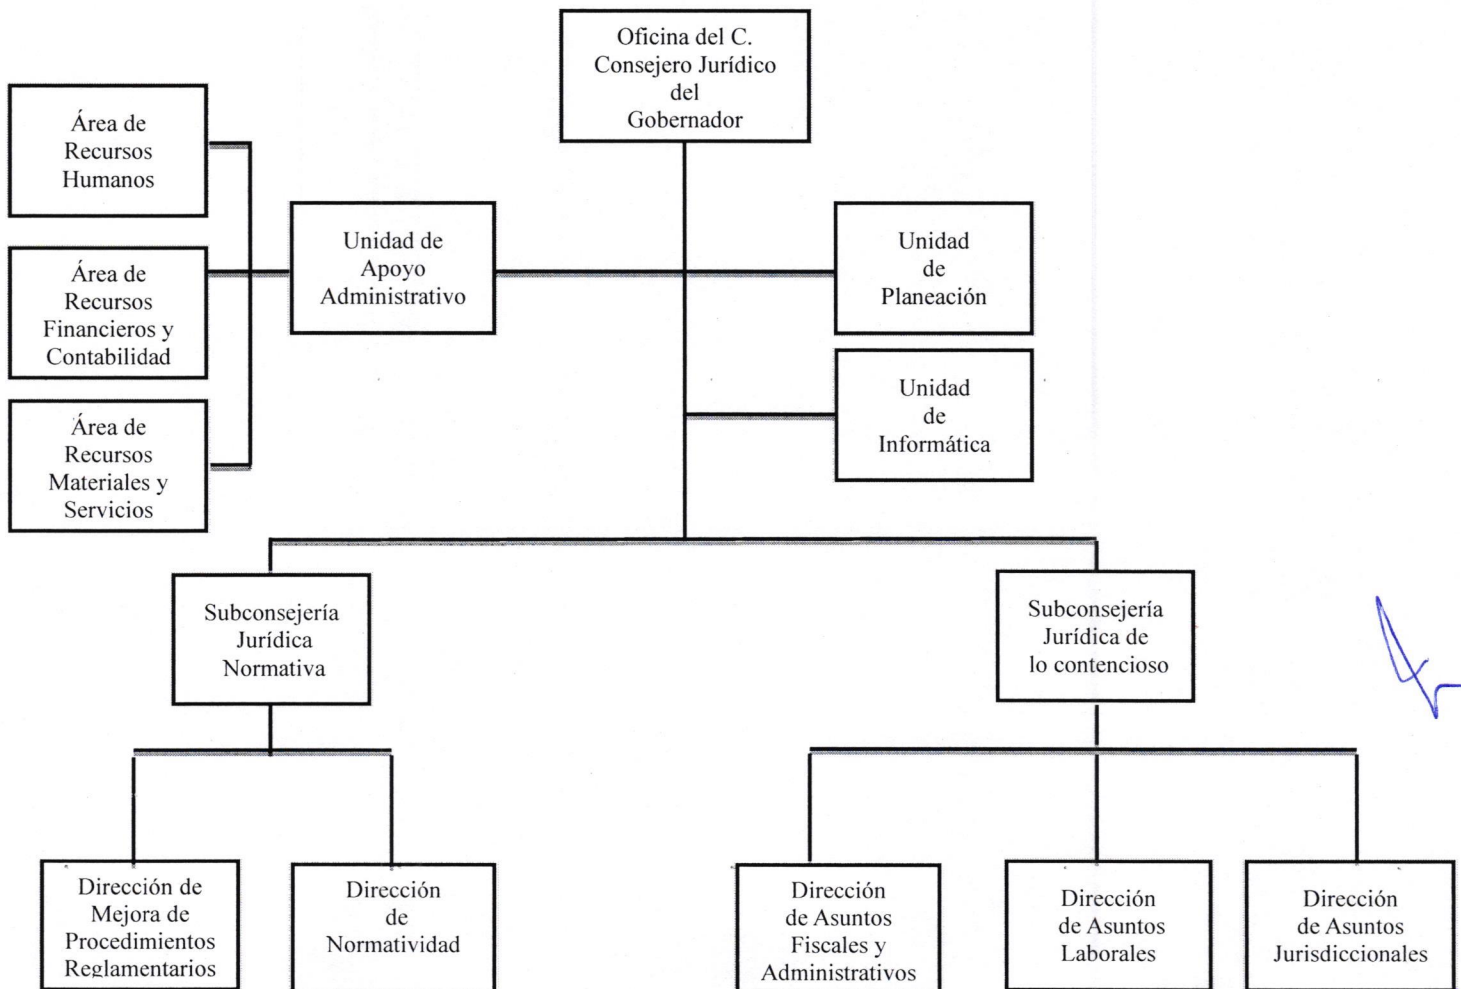 Oficina del C.
Consejero Jurídico
del
Gobernador
Área de
Recursos
Humanos
Unidad de
Apoyo
Administrativo
Unidad
de
Planeación
Área de
Recursos
Financieros y
Contabilidad
Unidad
de
Informática
Área de
Recursos
Materiales y
Servicios
Subconsejería
Jurídica
Normativa
Subconsejería
Jurídica de
lo contencioso
Dirección de
Mejora de
Procedimientos
Reglamentarios
Dirección
de
Normatividad
Dirección
de Asuntos
Fiscales y
Administrativos
Dirección
de Asuntos
Laborales
Dirección
de Asuntos
Jurisdiccionales